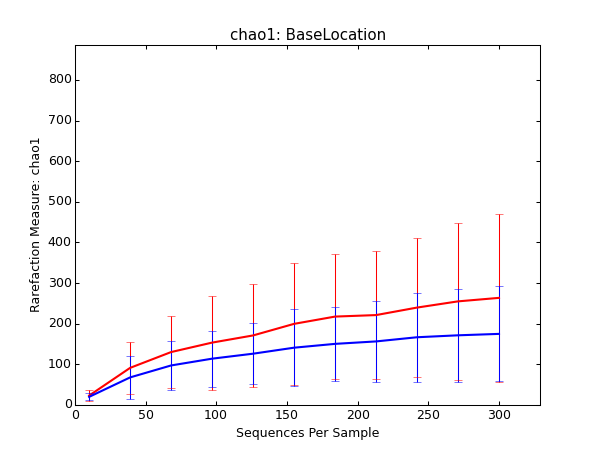 chao1: BaseLocation
Rarefaction Measure: chao1
800
700
600
500
400
300
200
100
0
0 50 100 150 200 250 300
Sequences Per Sample